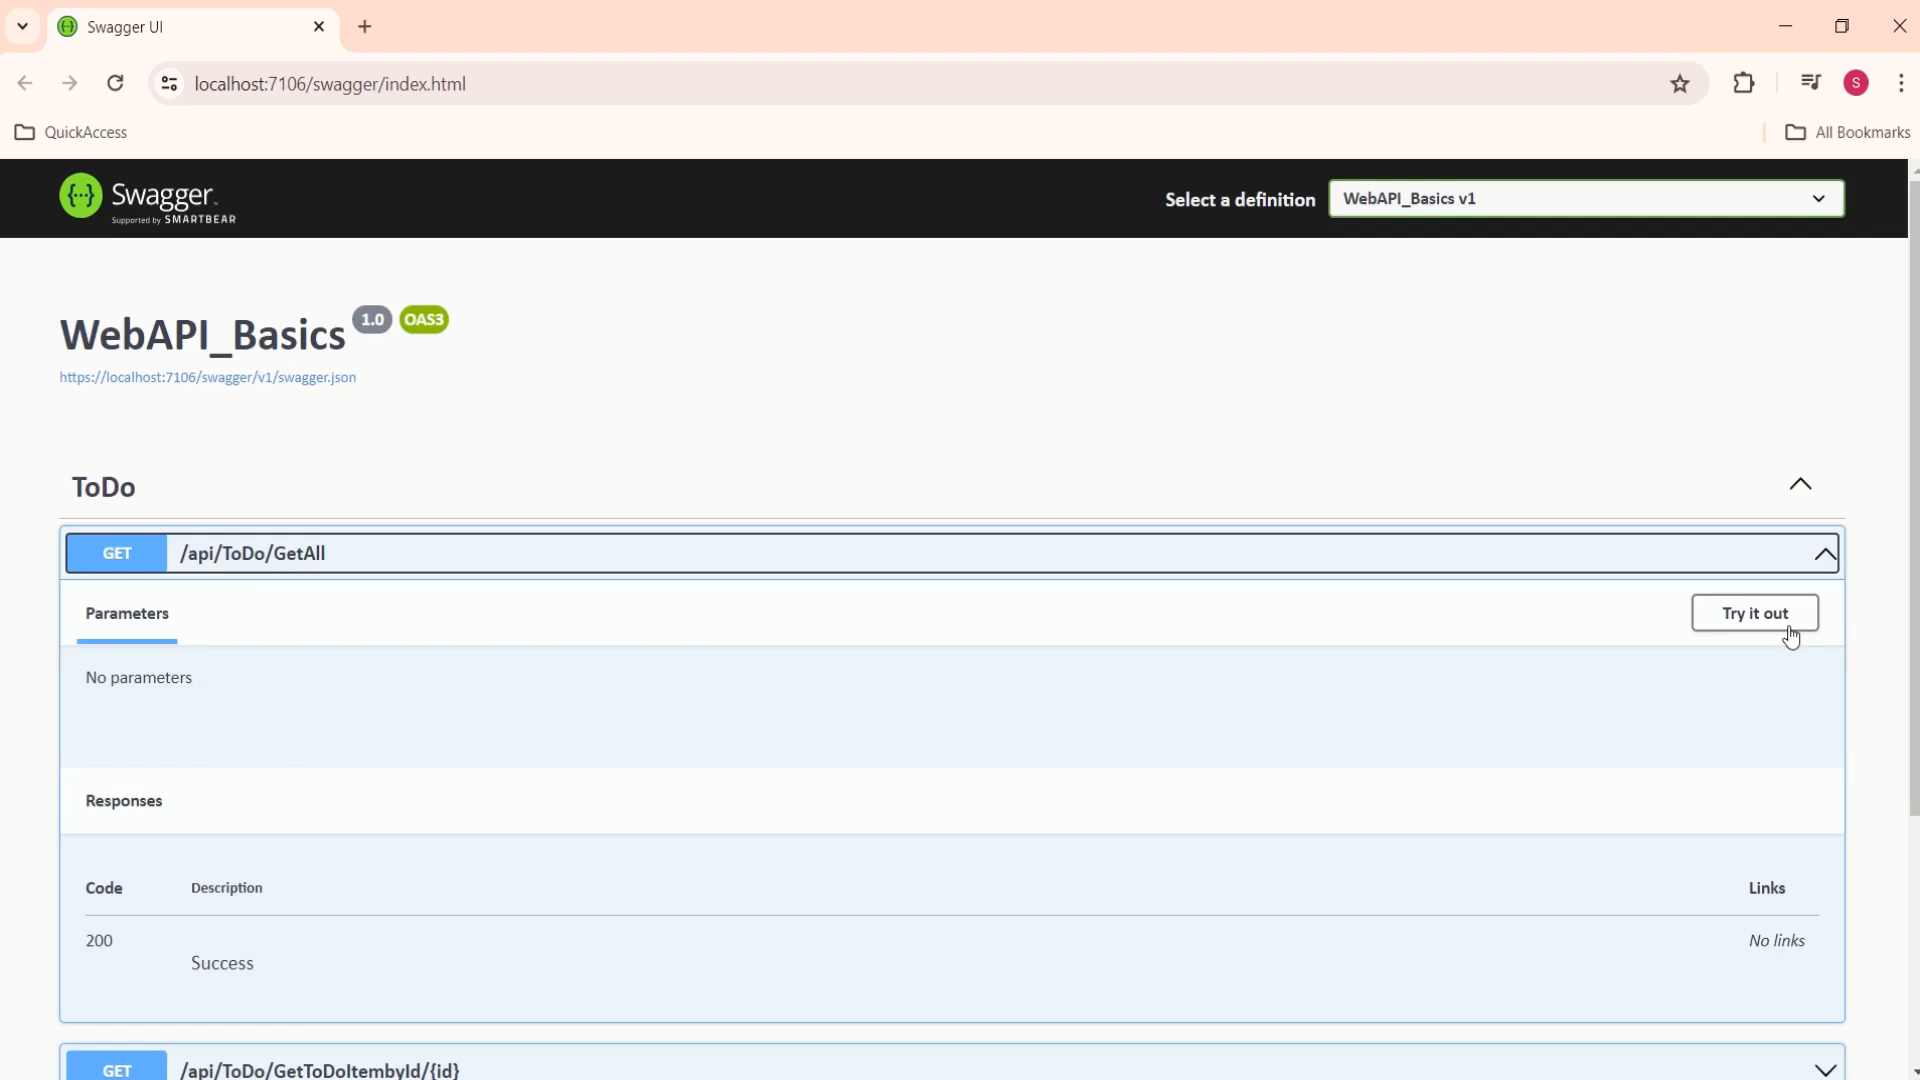 Swagger UI
localhost:7106/swagger/index.html
S
QuickAccess
All Bookmarks
{...} Swagger
Supported by SMARTBEAR
Select a definition
WebAPI_Basics v1
WebAPI_Basics 1.0 OAS3
https://localhost:7106/swagger/v1/swagger.json
ToDo
GET /api/ToDo/GetAll
Parameters
Try it out
No parameters
Responses
Code Description Links
200 No links
Success
GET /api/ToDo/GetToDoItembyId/{id}